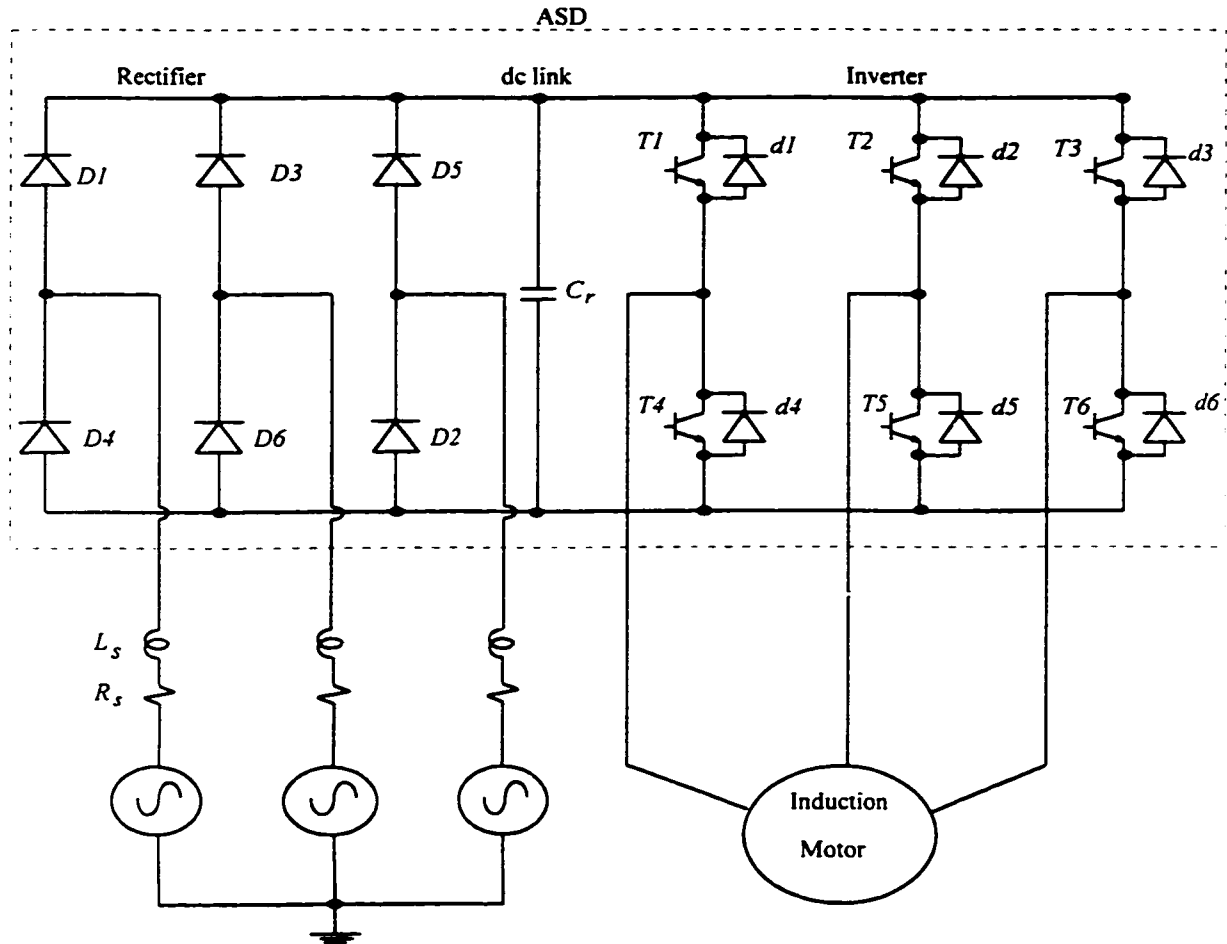 ASD
Rectifier dc link Inverter
T1 d1 T2 d2 T3 d3
D1 D3 D5
C_r
T4 d4 T5 d5 T6 d6
D4 D6 D2
L_s
R_s
Induction
Motor